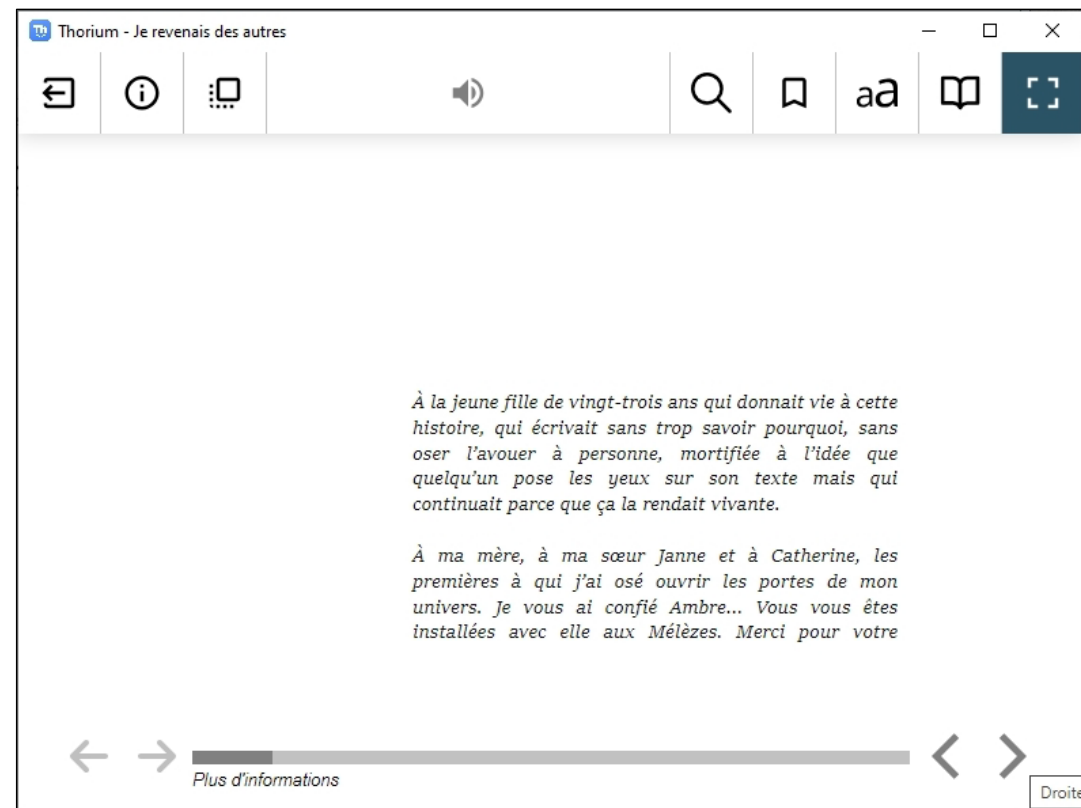 Thorium - Je revenais des autres
aa
À la jeune fille de vingt-trois ans qui donnait vie à cette
histoire, qui écrivait sans trop savoir pourquoi, sans
oser l’avouer à personne, mortifiée à l’idée que
quelqu’un pose les yeux sur son texte mais qui
continuait parce que ça la rendait vivante.
À ma mère, à ma sœur Janne et à Catherine, les
premières à qui j’ai osé ouvrir les portes de mon
univers. Je vous ai confié Ambre… Vous vous êtes
installées avec elle aux Mélèzes. Merci pour votre
Plus d'informations
Droite